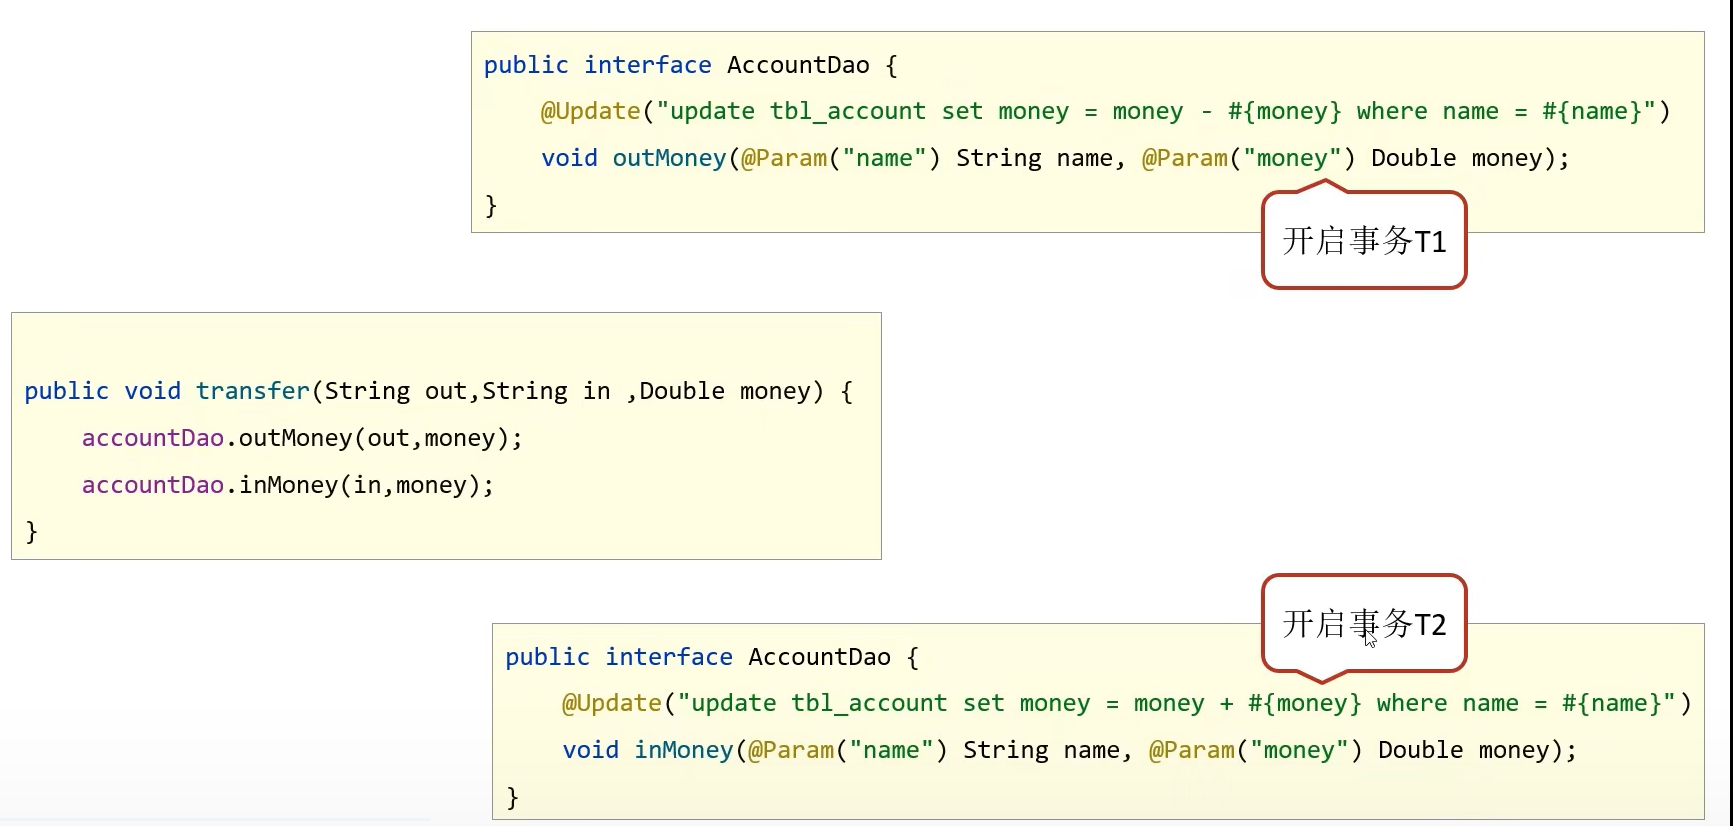 public interface AccountDao {
    @Update("update tbl_account set money = money - #{money} where name = #{name}")
    void outMoney(@Param("name") String name, @Param("money") Double money);
}
开启事务T1
public void transfer(String out,String in ,Double money) {
    accountDao.outMoney(out,money);
    accountDao.inMoney(in,money);
}
开启事务T2
public interface AccountDao {
    @Update("update tbl_account set money = money + #{money} where name = #{name}")
    void inMoney(@Param("name") String name, @Param("money") Double money);
}